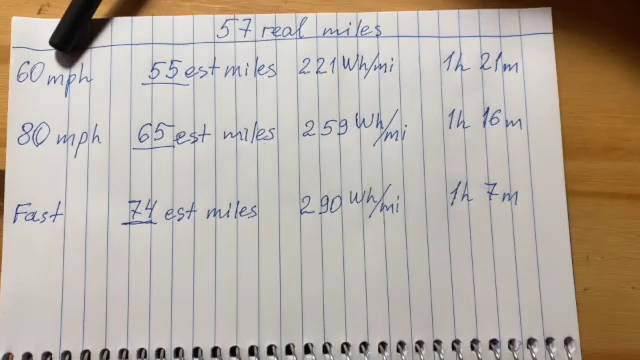 57 real miles
60 mph 55 est miles 221 Wh/mi 1h 21m
80 mph 65 est miles 259 Wh/mi 1h 16m
Fast 74 est miles 290 Wh/mi 1h 7m